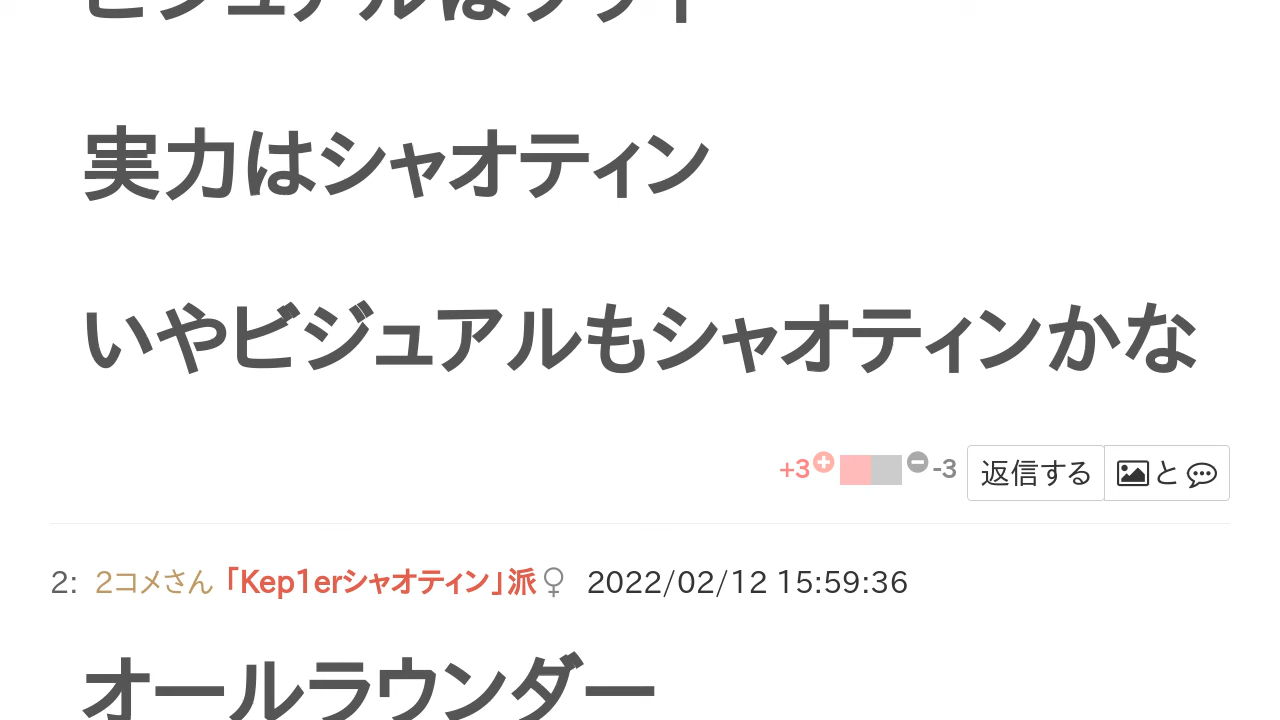 実力はシャオティン
いやビジュアルもシャオティンかな
+3 -3 返信する と
2: 2コメさん 「Kep1erシャオティン」派♀ 2022/02/12 15:59:36
オールラウンダー